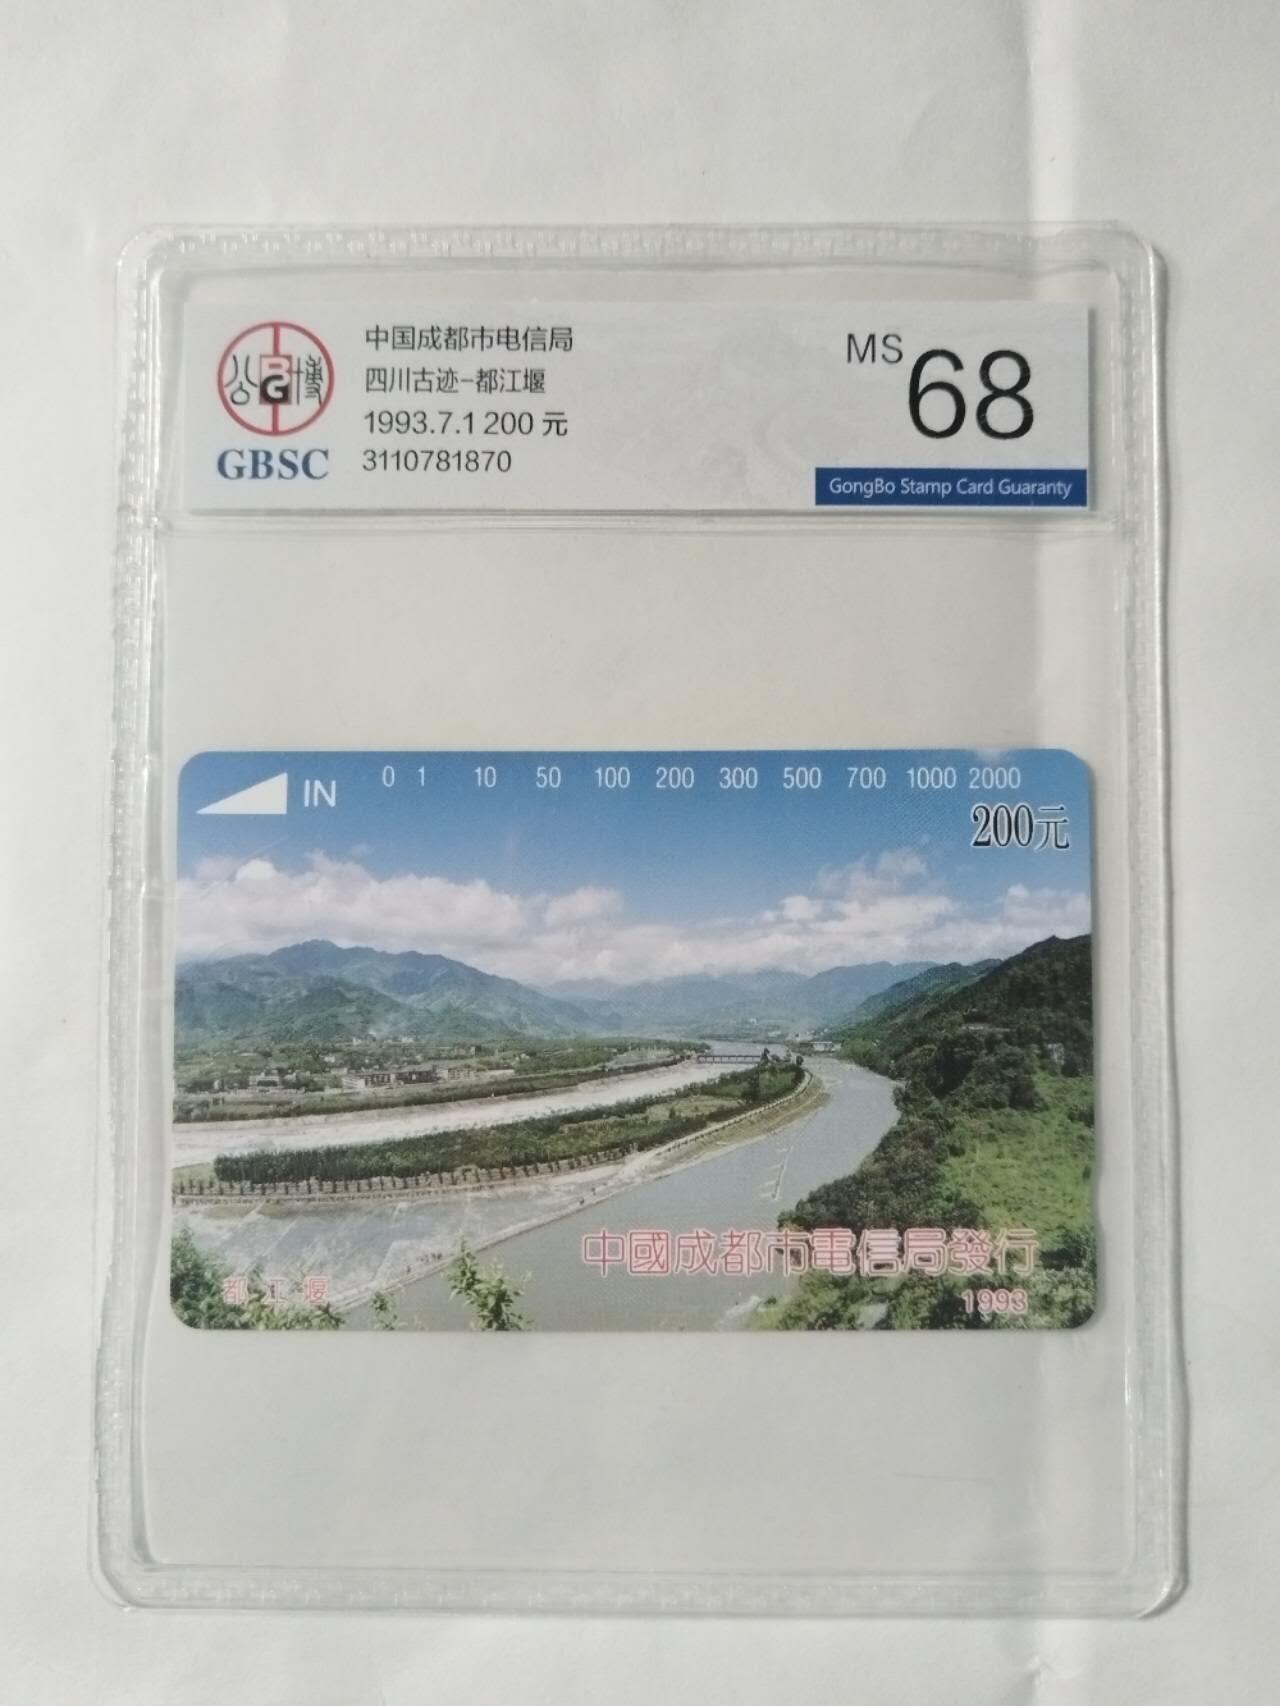 公 BG 博
GBSC
中国成都市电信局
四川古迹-都江堰
1993.7.1 200 元
3110781870
MS 68
GongBo Stamp Card Guaranty
IN 0 1 10 50 100 200 300 500 700 1000 2000
200元
中國成都市電信局發行
都江堰
1993